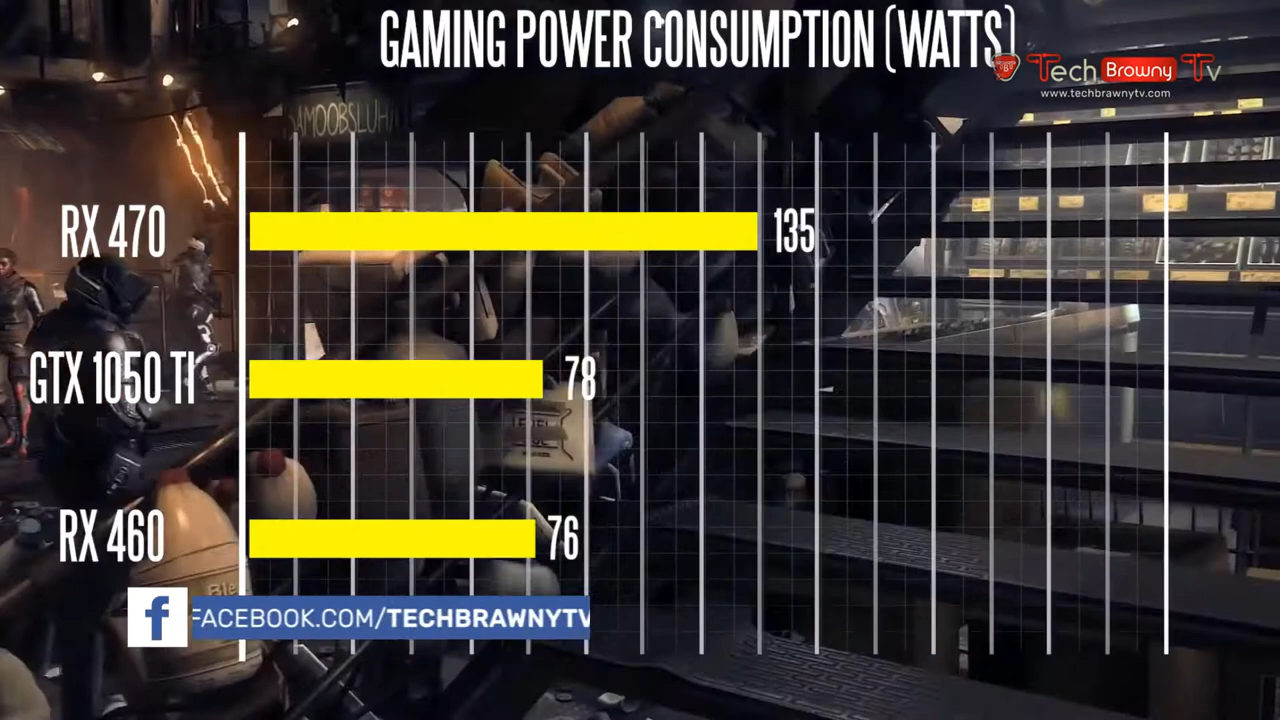 GAMING POWER CONSUMPTION (WATTS)
Tech Browny Tv
www.techbrawnytv.com
RX 470
135
GTX 1050 TI
78
RX 460
76
f FACEBOOK.COM/TECHBRAWNYTV